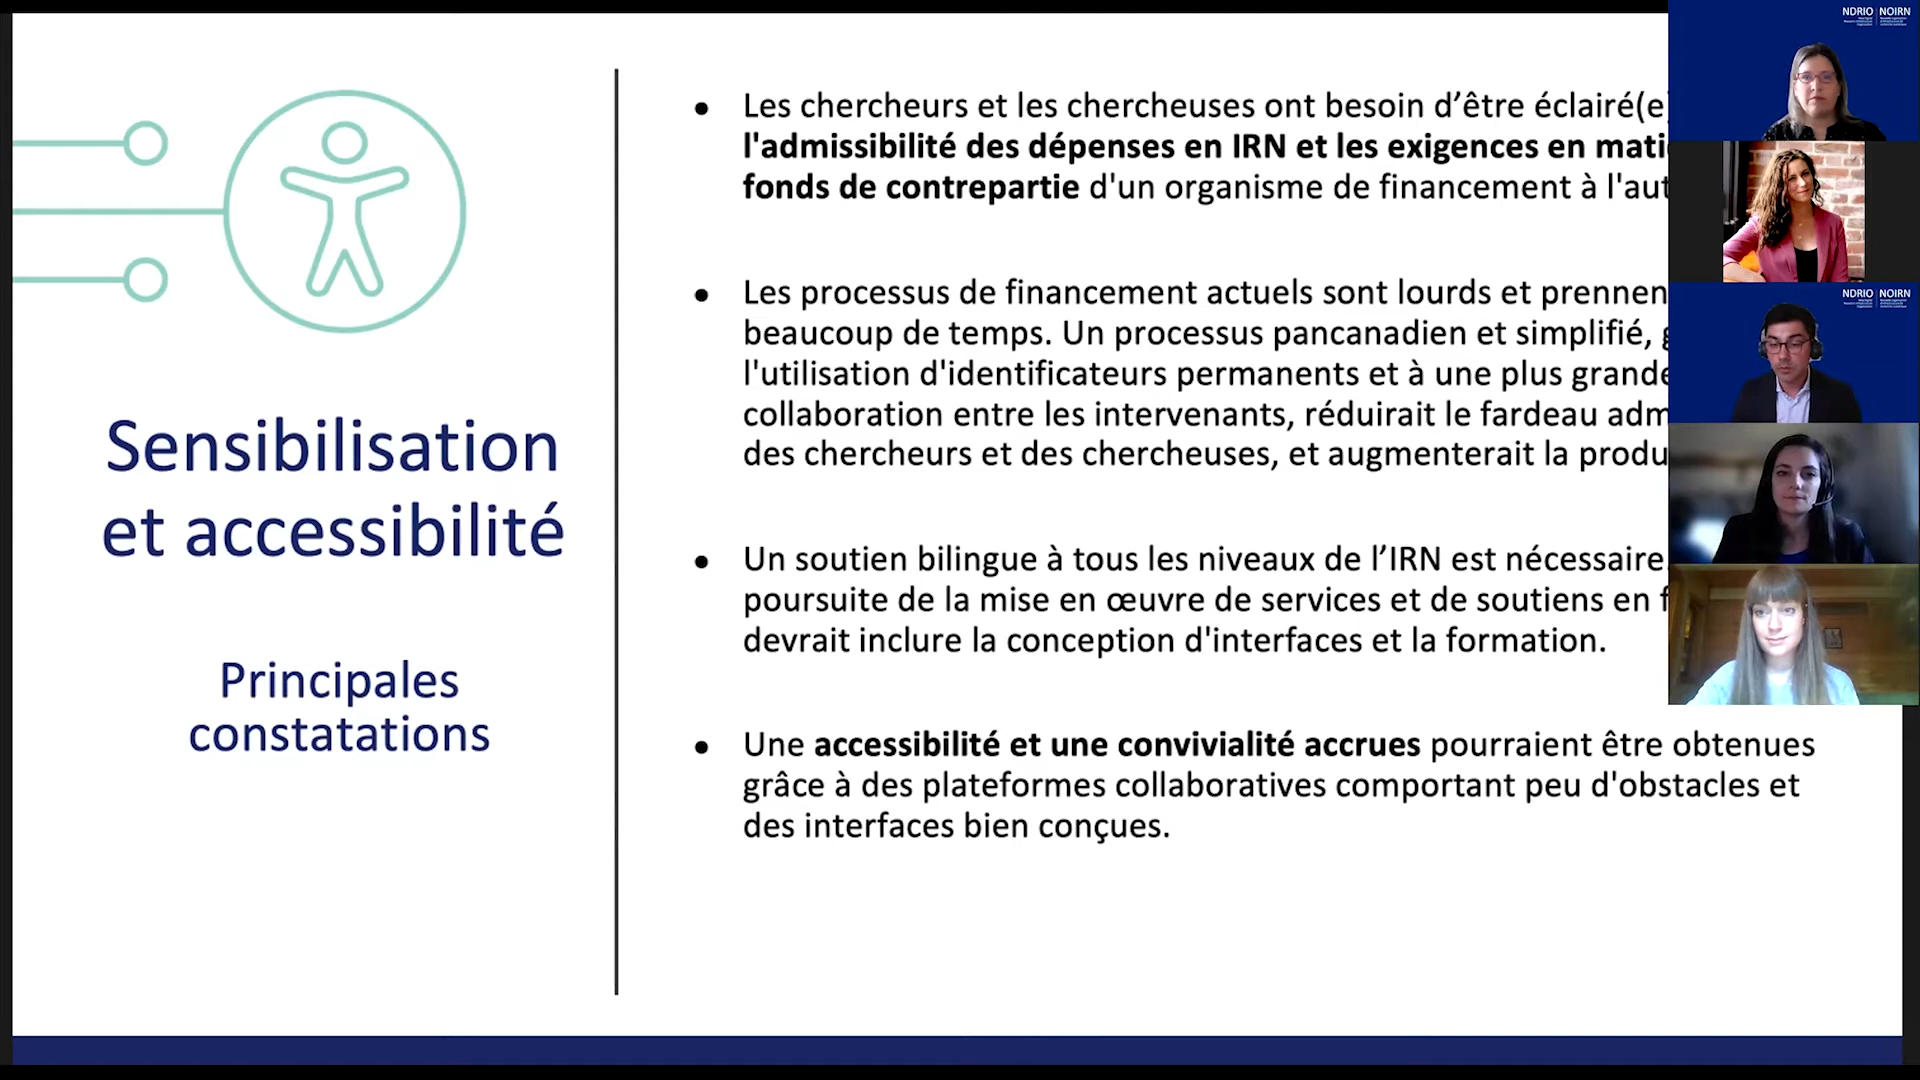 Sensibilisation
et accessibilité
Principales
constatations
• Les chercheurs et les chercheuses ont besoin d’être éclairé(e)
l'admissibilité des dépenses en IRN et les exigences en mati
fonds de contrepartie d'un organisme de financement à l'aut
• Les processus de financement actuels sont lourds et prennen
beaucoup de temps. Un processus pancanadien et simplifié,
l'utilisation d'identificateurs permanents et à une plus grande
collaboration entre les intervenants, réduirait le fardeau adm
des chercheurs et des chercheuses, et augmenterait la produ
• Un soutien bilingue à tous les niveaux de l’IRN est nécessaire.
poursuite de la mise en œuvre de services et de soutiens en f
devrait inclure la conception d'interfaces et la formation.
• Une accessibilité et une convivialité accrues pourraient être obtenues
grâce à des plateformes collaboratives comportant peu d'obstacles et
des interfaces bien conçues.
NDRIO NOIRN
NDRIO NOIRN